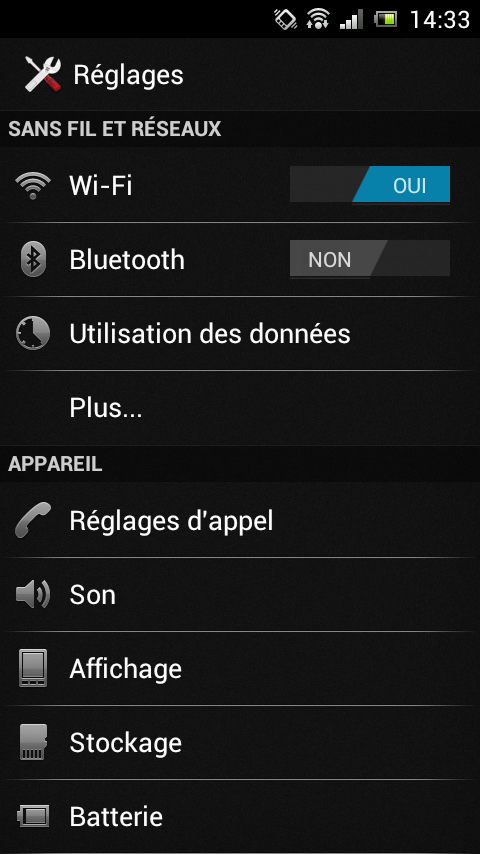 14:33
Réglages
SANS FIL ET RÉSEAUX
Wi-Fi OUI
Bluetooth NON
Utilisation des données
Plus...
APPAREIL
Réglages d'appel
Son
Affichage
Stockage
Batterie